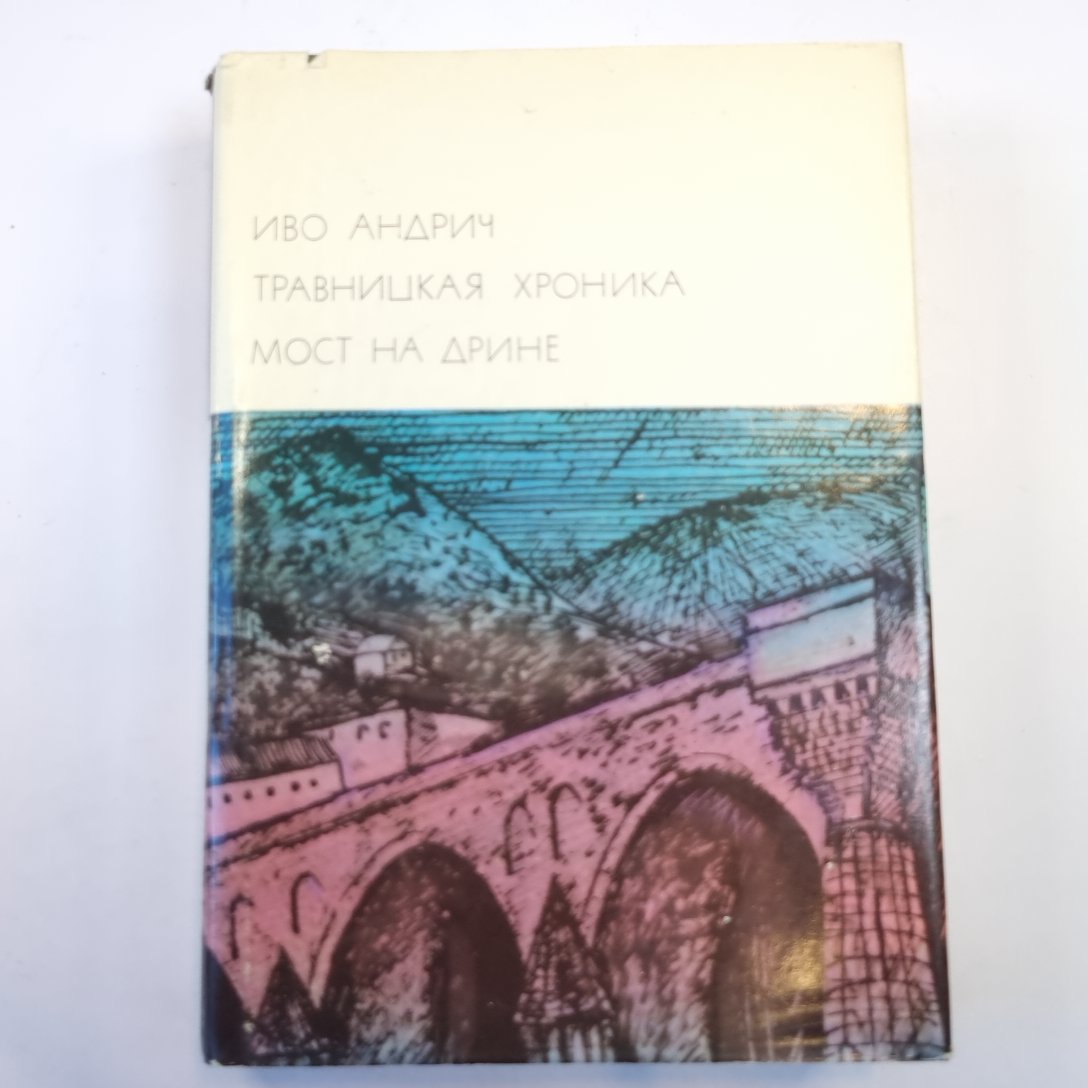 ИВО АНДРИЧ
ТРАВНИЦКАЯ ХРОНИКА
МОСТ НА ДРИНЕ